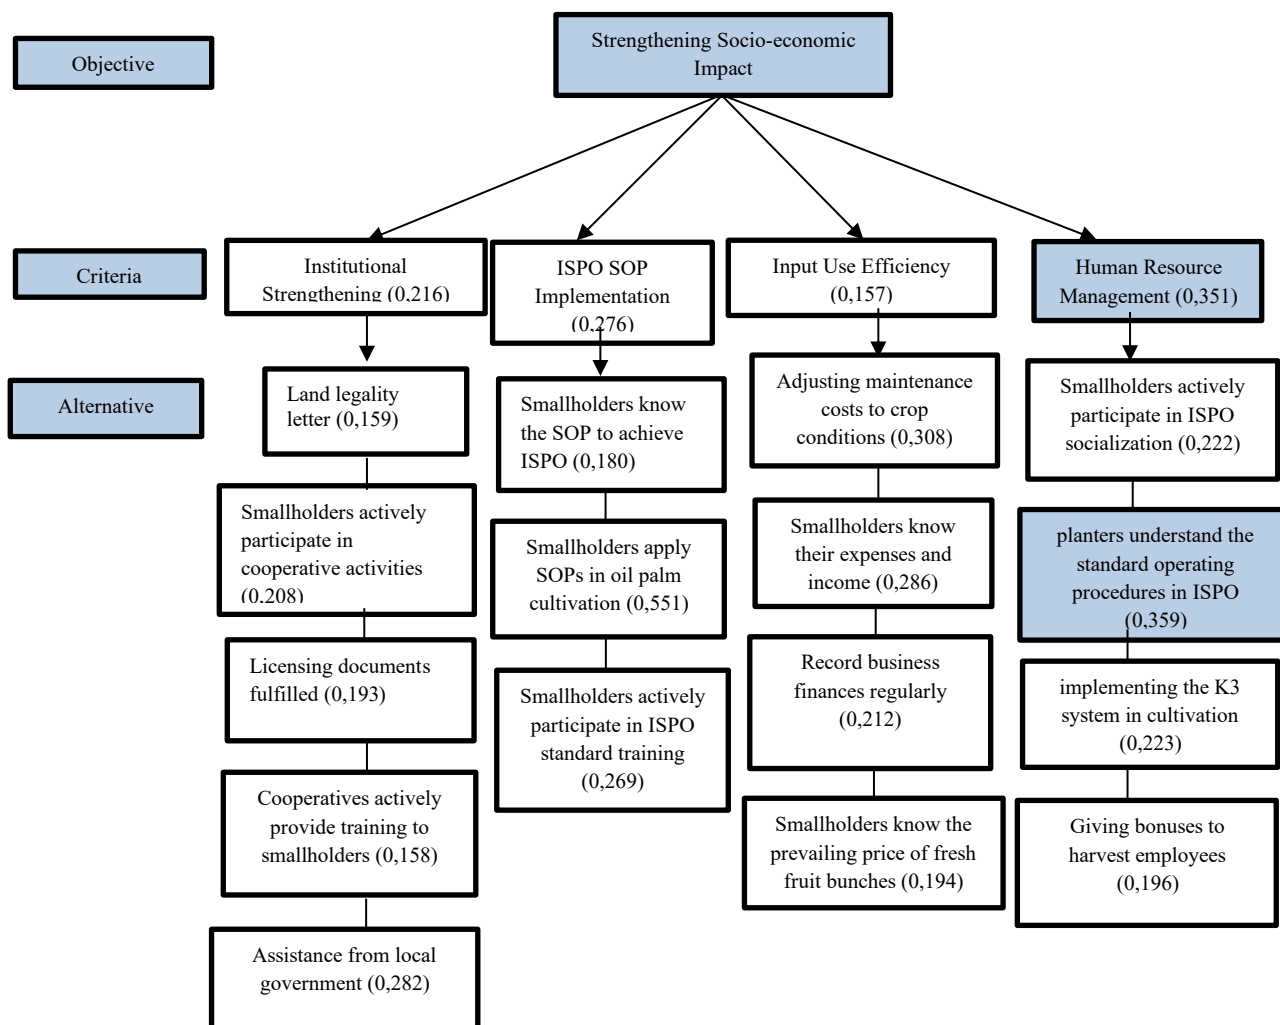 Objective
Strengthening Socio-economic
Impact
Criteria
Institutional
Strengthening (0,216)
ISPO SOP
Implementation
(0,276)
Input Use Efficiency
(0,157)
Human Resource
Management (0,351)
Alternative
Land legality
letter (0,159)
Smallholders actively
participate in
cooperative activities
(0,208)
Licensing documents
fulfilled (0,193)
Cooperatives actively
provide training to
smallholders (0,158)
Assistance from local
government (0,282)
Smallholders know
the SOP to achieve
ISPO (0,180)
Smallholders apply
SOPs in oil palm
cultivation (0,551)
Smallholders actively
participate in ISPO
standard training
(0,269)
Adjusting maintenance
costs to crop
conditions (0,308)
Smallholders know
their expenses and
income (0,286)
Record business
finances regularly
(0,212)
Smallholders know the
prevailing price of fresh
fruit bunches (0,194)
Smallholders actively
participate in ISPO
socialization (0,222)
planters understand the
standard operating
procedures in ISPO
(0,359)
implementing the K3
system in cultivation
(0,223)
Giving bonuses to
harvest employees
(0,196)